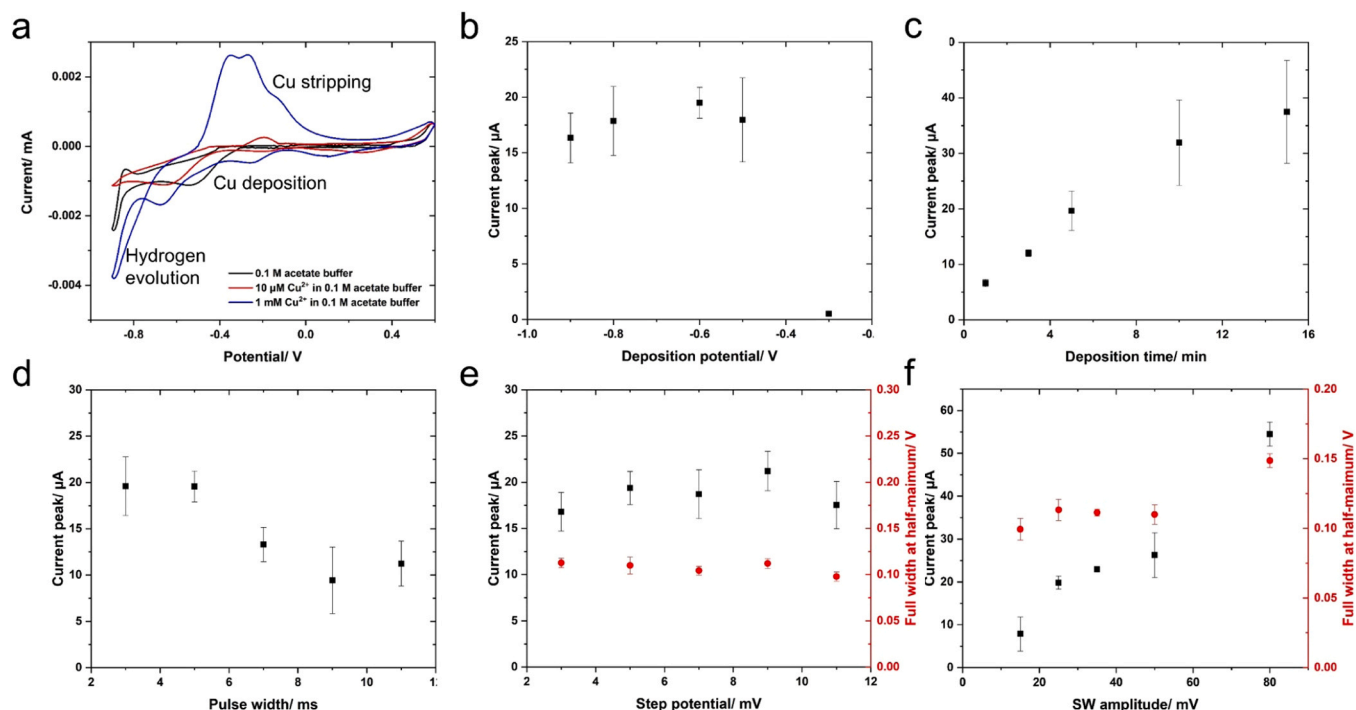 a
Current/ mA
0.002
0.000
-0.002
-0.004
Cu stripping
Cu deposition
Hydrogen
evolution
0.1 M acetate buffer
10 μM Cu²⁺ in 0.1 M acetate buffer
1 mM Cu²⁺ in 0.1 M acetate buffer
-0.8 -0.4 0.0 0.4
Potential/ V
b
Current peak/ μA
25
20
15
10
5
0
-1.0 -0.8 -0.6 -0.4 -0.
Deposition potential/ V
c
Current peak/ μA
0
40
30
20
10
0
0 4 8 12 16
Deposition time/ min
d
Current peak/ μA
30
25
20
15
10
5
0
2 4 6 8 10 1
Pulse width/ ms
e
Current peak/ μA
30
25
20
15
10
5
0
2 4 6 8 10 12
Step potential/ mV
0.30
0.25
0.20
0.15
0.10
0.05
0.00
Full width at half-maimum/ V
f
Current peak/ μA
60
50
40
30
20
10
0
0 20 40 60 80
SW amplitude/ mV
0.20
0.15
0.10
0.05
0.00
Full width at half-maimum/ V